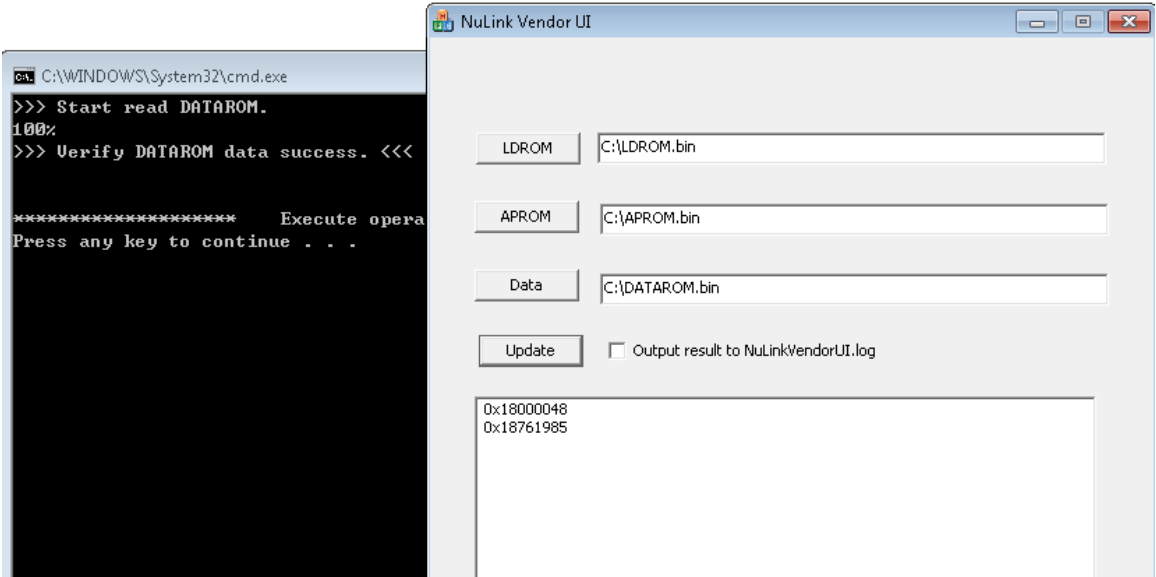 C:\WINDOWS\System32\cmd.exe
>>> Start read DATAROM.
100%
>>> Verify DATAROM data success. <<<
******************** Execute opera
Press any key to continue . . .
NuLink Vendor UI
LDROM C:\LDROM.bin
APROM C:\APROM.bin
Data C:\DATAROM.bin
Update Output result to NuLinkVendorUI.log
0x18000048
0x18761985